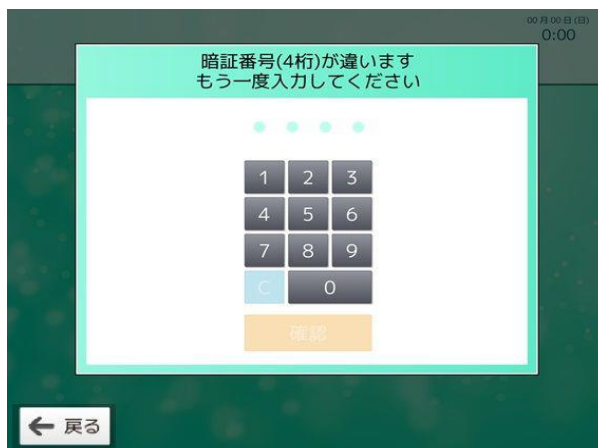 00月00日(日)
0:00
暗証番号(4桁)が違います
もう一度入力してください
1 2 3
4 5 6
7 8 9
C 0
確認
戻る